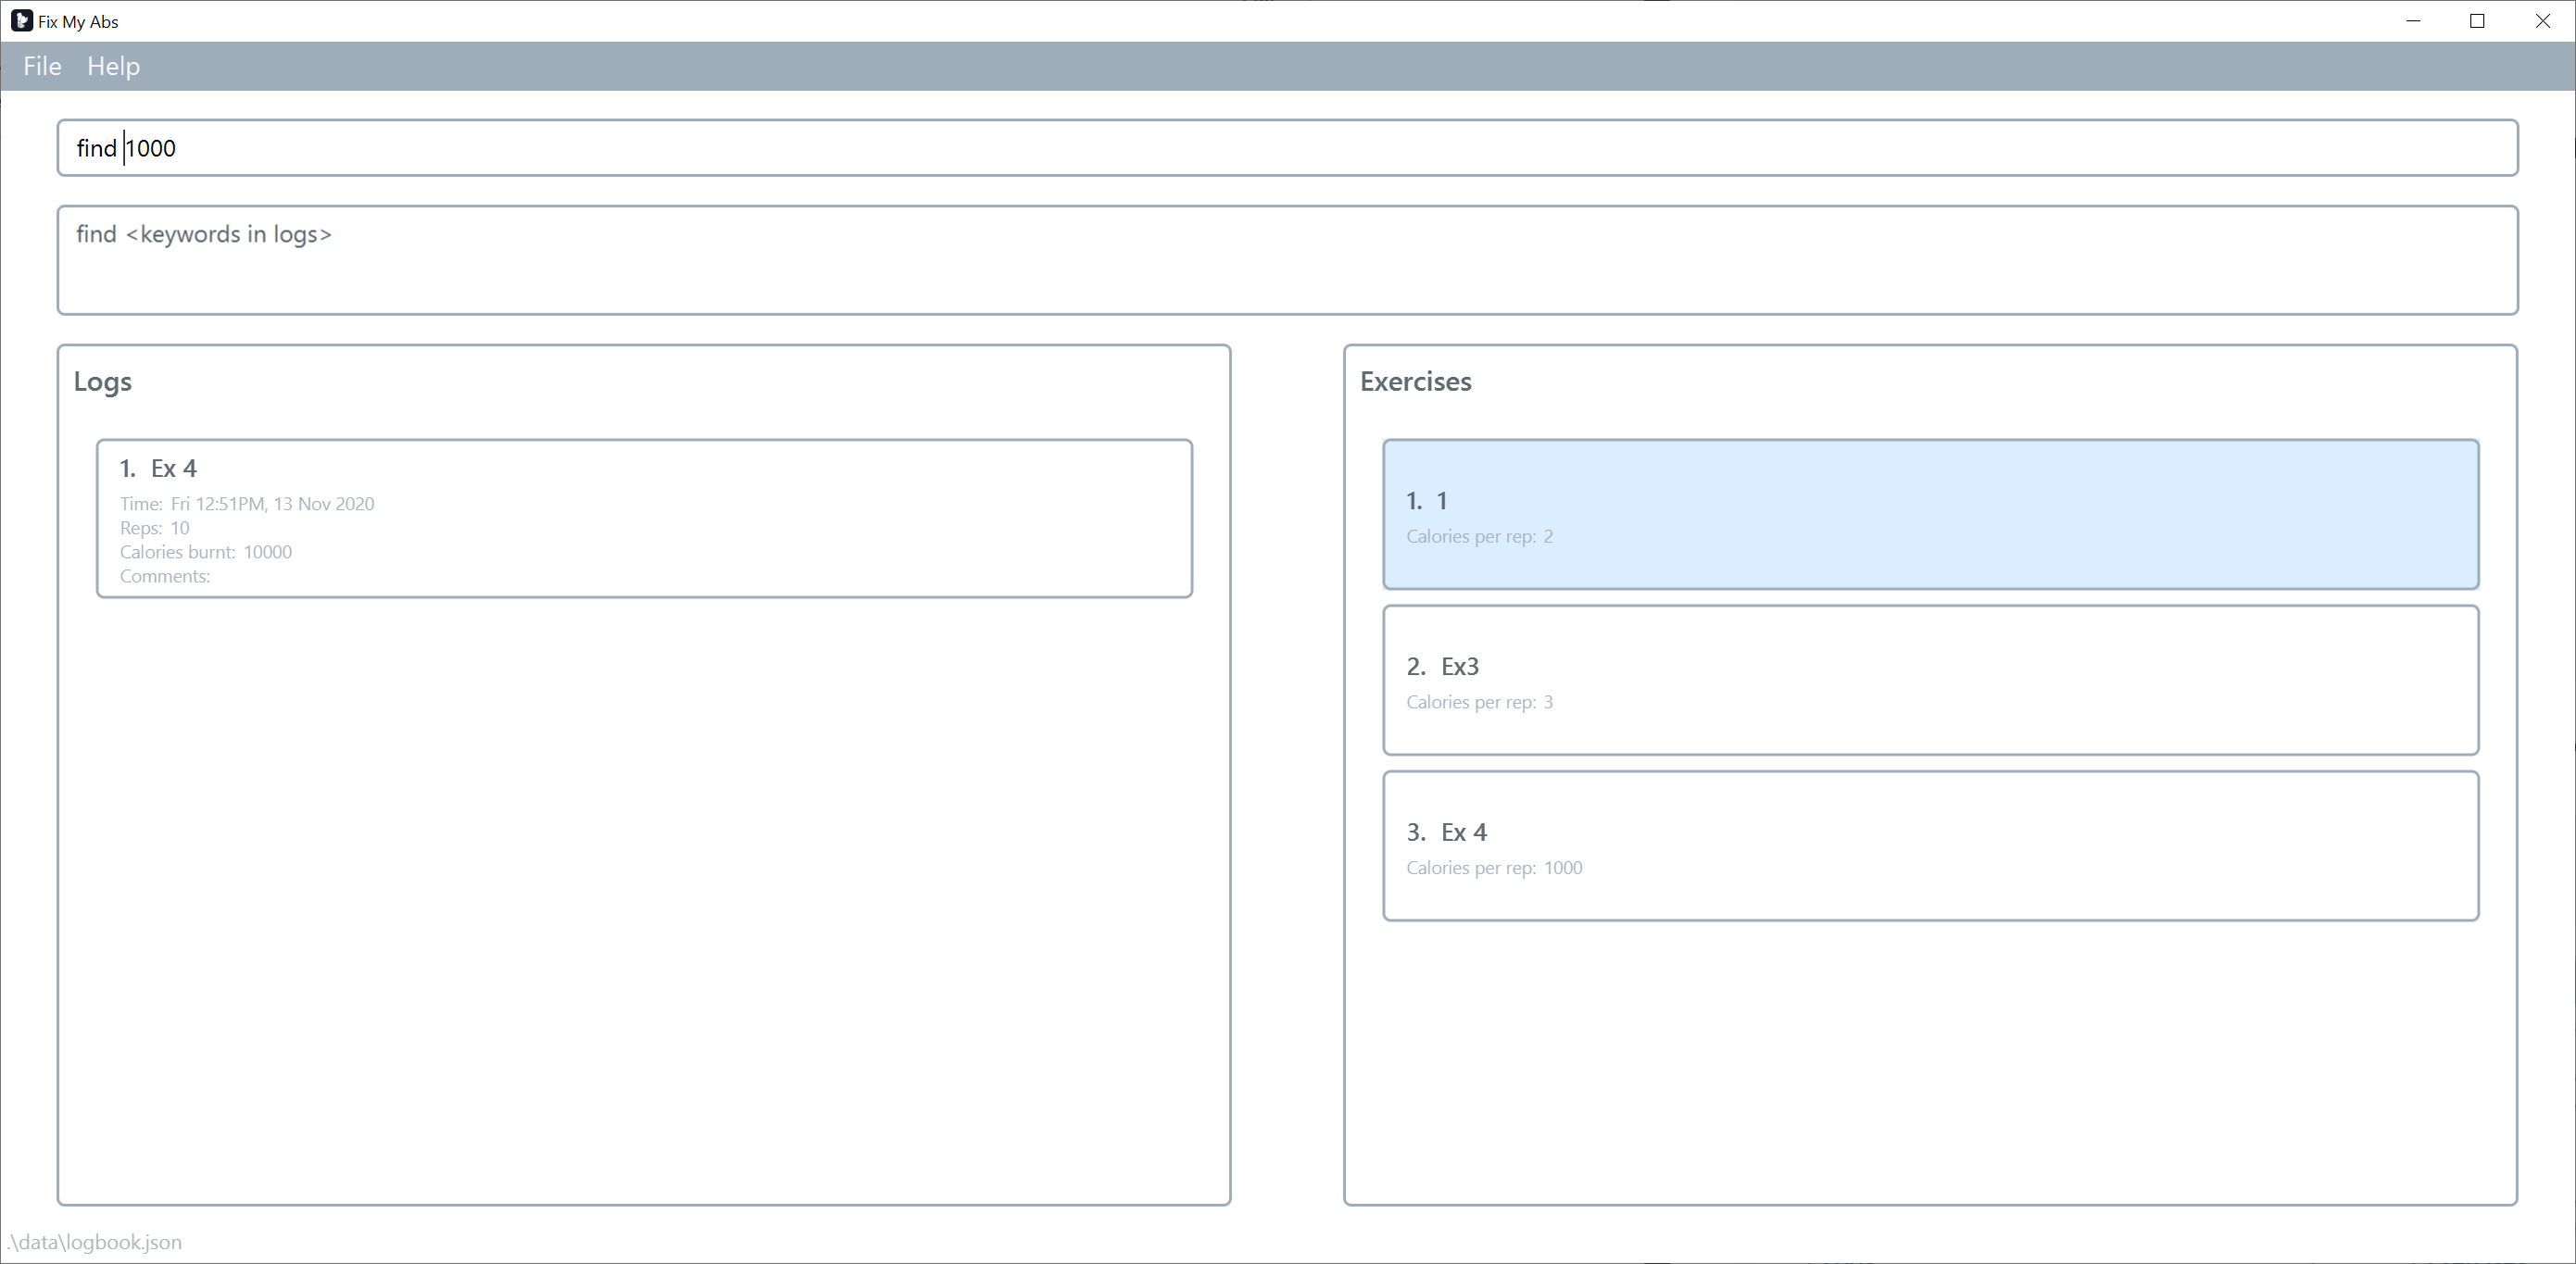 Fix My Abs
File Help
find 1000
find <keywords in logs>
Logs
1. Ex 4
Time: Fri 12:51PM, 13 Nov 2020
Reps: 10
Calories burnt: 10000
Comments:
Exercises
1. 1
Calories per rep: 2
2. Ex3
Calories per rep: 3
3. Ex 4
Calories per rep: 1000
.\data\logbook.json